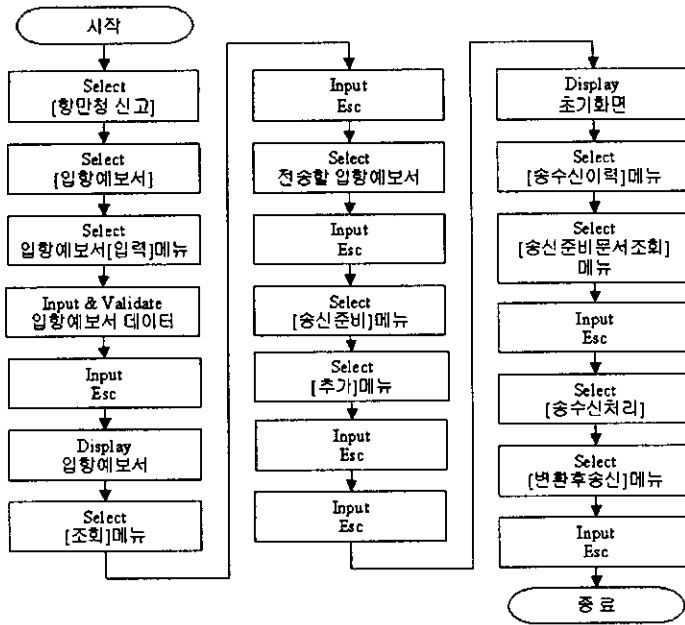 시작
Select
[항만청 신고]
Select
[입항예보서]
Select
입항예보서[입력]메뉴
Input & Validate
입항예보서 데이터
Input
Esc
Display
입항예보서
Select
[조회]메뉴
Input
Esc
Select
전송할 입항예보서
Input
Esc
Select
[송신준비]메뉴
Select
[추가]메뉴
Input
Esc
Input
Esc
Display
초기화면
Select
[송수신이력]메뉴
Select
[송신준비문서조회]
메뉴
Input
Esc
Select
[송수신처리]
Select
[변환후송신]메뉴
Input
Esc
종 료